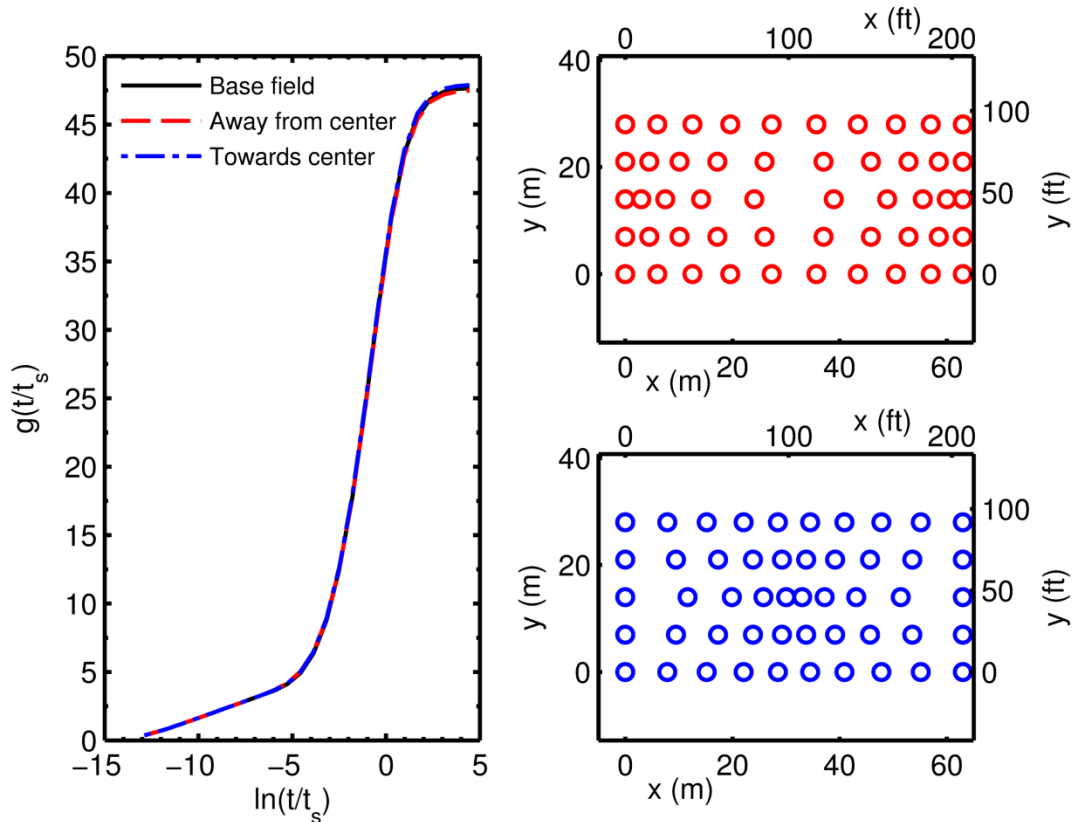 50
45
40
35
30
25
20
15
10
5
0
g(t/t_s)
−15 −10 −5 0 5
ln(t/t_s)
Base field
Away from center
Towards center
x (ft)
0 100 200
40
20
0
y (m)
100
50
0
y (ft)
0 20 40 60
x (m)
x (ft)
0 100 200
40
20
0
y (m)
100
50
0
y (ft)
0 20 40 60
x (m)